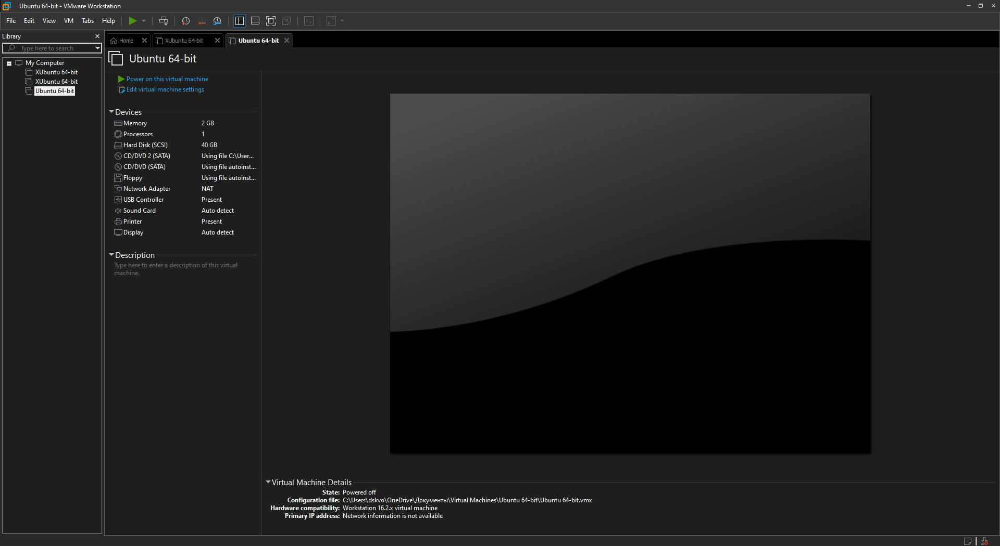 Ubuntu 64-bit - VMware Workstation
File Edit View VM Tabs Help
Library
Type here to search
My Computer
XUbuntu 64-bit
XUbuntu 64-bit
Ubuntu 64-bit
Home XUbuntu 64-bit Ubuntu 64-bit
Ubuntu 64-bit
Power on this virtual machine
Edit virtual machine settings
Devices
Memory 2 GB
Processors 1
Hard Disk (SCSI) 40 GB
CD/DVD 2 (SATA) Using file C:\User...
CD/DVD (SATA) Using file autoinst...
Floppy Using file autoinst...
Network Adapter NAT
USB Controller Present
Sound Card Auto detect
Printer Present
Display Auto detect
Description
Type here to enter a description of this virtual
machine.
Virtual Machine Details
State: Powered off
Configuration file: C:\Users\dskvo\OneDrive\Документы\Virtual Machines\Ubuntu 64-bit\Ubuntu 64-bit.vmx
Hardware compatibility: Workstation 16.2.x virtual machine
Primary IP address: Network information is not available